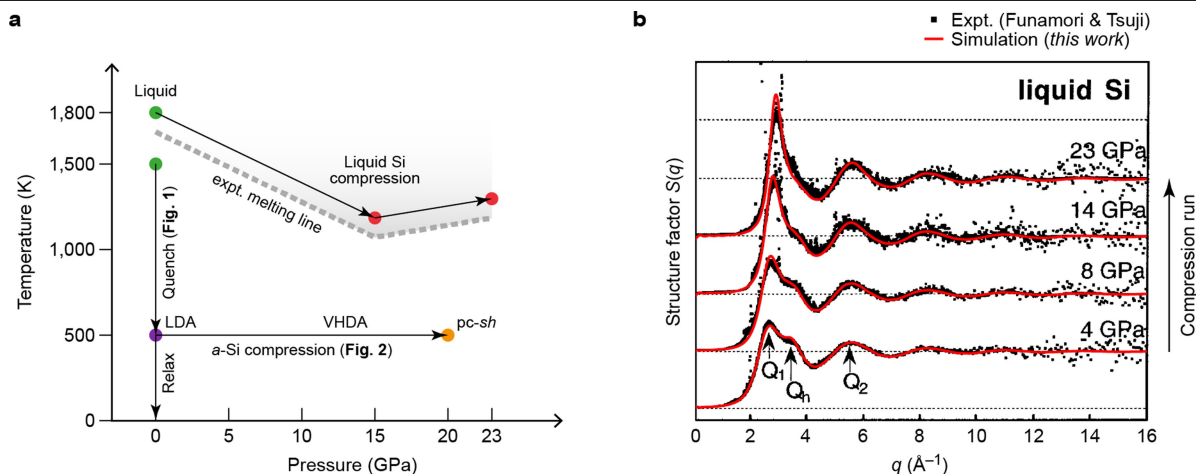 a
Temperature (K)
1,800
1,500
1,000
500
0
Liquid
expt. melting line
Liquid Si
compression
Quench (Fig. 1)
LDA
VHDA
pc-sh
a-Si compression (Fig. 2)
Relax
0
5
10
15
20
23
Pressure (GPa)
b
Expt. (Funamori & Tsuji)
Simulation (this work)
Structure factor S(q)
liquid Si
23 GPa
14 GPa
8 GPa
4 GPa
Q1
Qh
Q2
Compression run
0
2
4
6
8
10
12
14
16
q (Å–1)